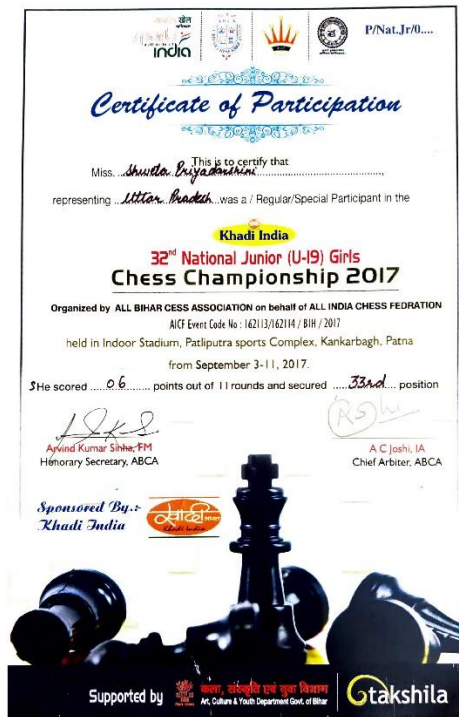 खेल
india
P/Nat.Jr/0....
Certificate of Participation
This is to certify that
Miss. Shweta Priyadarshini
representing Uttar Pradesh was a / Regular/Special Participant in the
Khadi India
32nd National Junior (U-19) Girls
Chess Championship 2017
Organized by ALL BIHAR CESS ASSOCIATION on behalf of ALL INDIA CHESS FEDRATION
AICF Event Code No : 162113/162114 / BIH / 2017
held in Indoor Stadium, Patliputra sports Complex, Kankarbagh, Patna
from September 3-11, 2017.
SHe scored ......06...... points out of 11 rounds and secured .....33rd.... position
Arvind Kumar Sinha, FM
Honorary Secretary, ABCA
A C Joshi, IA
Chief Arbiter, ABCA
Sponsored By.:-
Khadi India
खादी
Khadi India
Supported by
कला, संस्कृति एवं युवा विभाग
Art, Culture & Youth Department Govt. of Bihar
takshila